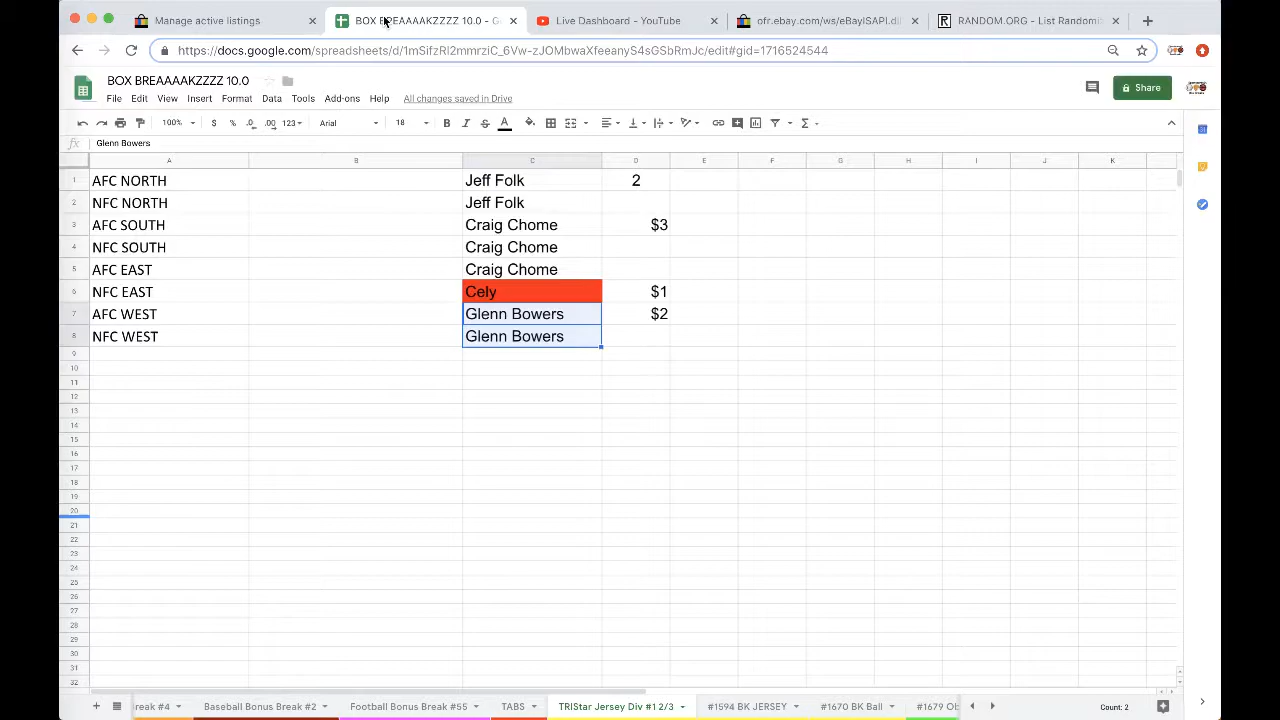 Manage active listings
BOX BREAAAAKZZZZ 10.0 - G
Live Dashboard - YouTube
ofr.ebay.com/ws/eBayISAPI.dll
RANDOM.ORG - List Randomi
https://docs.google.com/spreadsheets/d/1mSifzRl2mmrziC_6Vw-zJOMbwaXfeeanyS4sGSbRmJc/edit#gid=1716524544
BOX BREAAAAKZZZZ 10.0
Share
File Edit View Insert Format Data Tools Add-ons Help All changes saved in Drive
100% $ % .0 .00 123 Arial 18 B I S A
fx Glenn Bowers
A B C D E F G H I J K
1 AFC NORTH Jeff Folk 2
2 NFC NORTH Jeff Folk
3 AFC SOUTH Craig Chome $3
4 NFC SOUTH Craig Chome
5 AFC EAST Craig Chome
6 NFC EAST Cely $1
7 AFC WEST Glenn Bowers $2
8 NFC WEST Glenn Bowers
9
10
11
12
13
14
15
16
17
18
19
20
21
22
23
24
25
26
27
28
29
30
31
32
reak #4 Baseball Bonus Break #2 Football Bonus Break #55 TABS TRIStar Jersey Div #1 2/3 #1594 BK JERSEY #1670 BK Ball #1679 Ob Count: 2